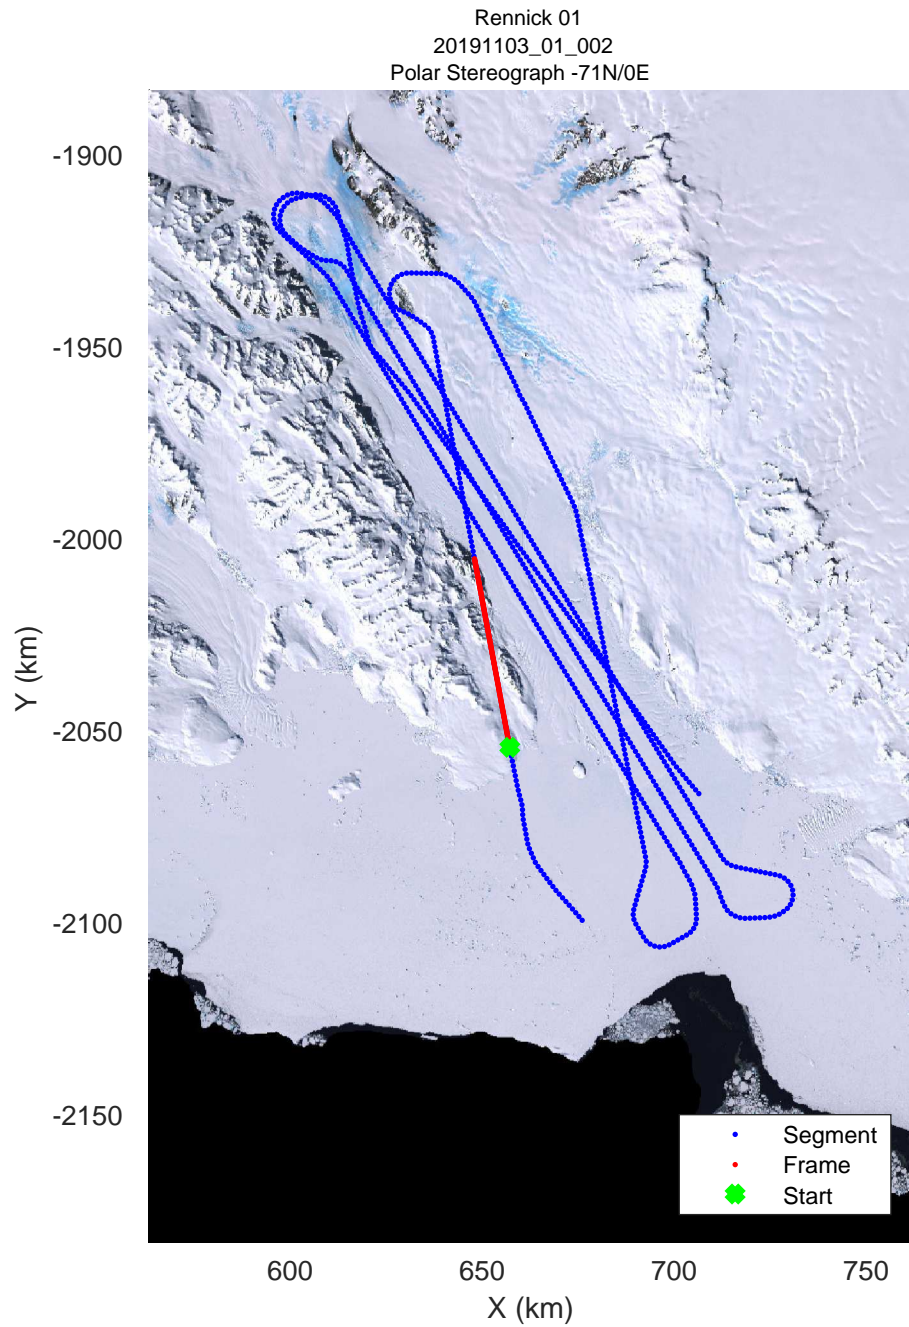 Rennick 01
20191103_01_002
Polar Stereograph -71N/0E
-1900
-1950
-2000
-2050
-2100
-2150
Y (km)
600
650
700
750
X (km)
Segment
Frame
Start